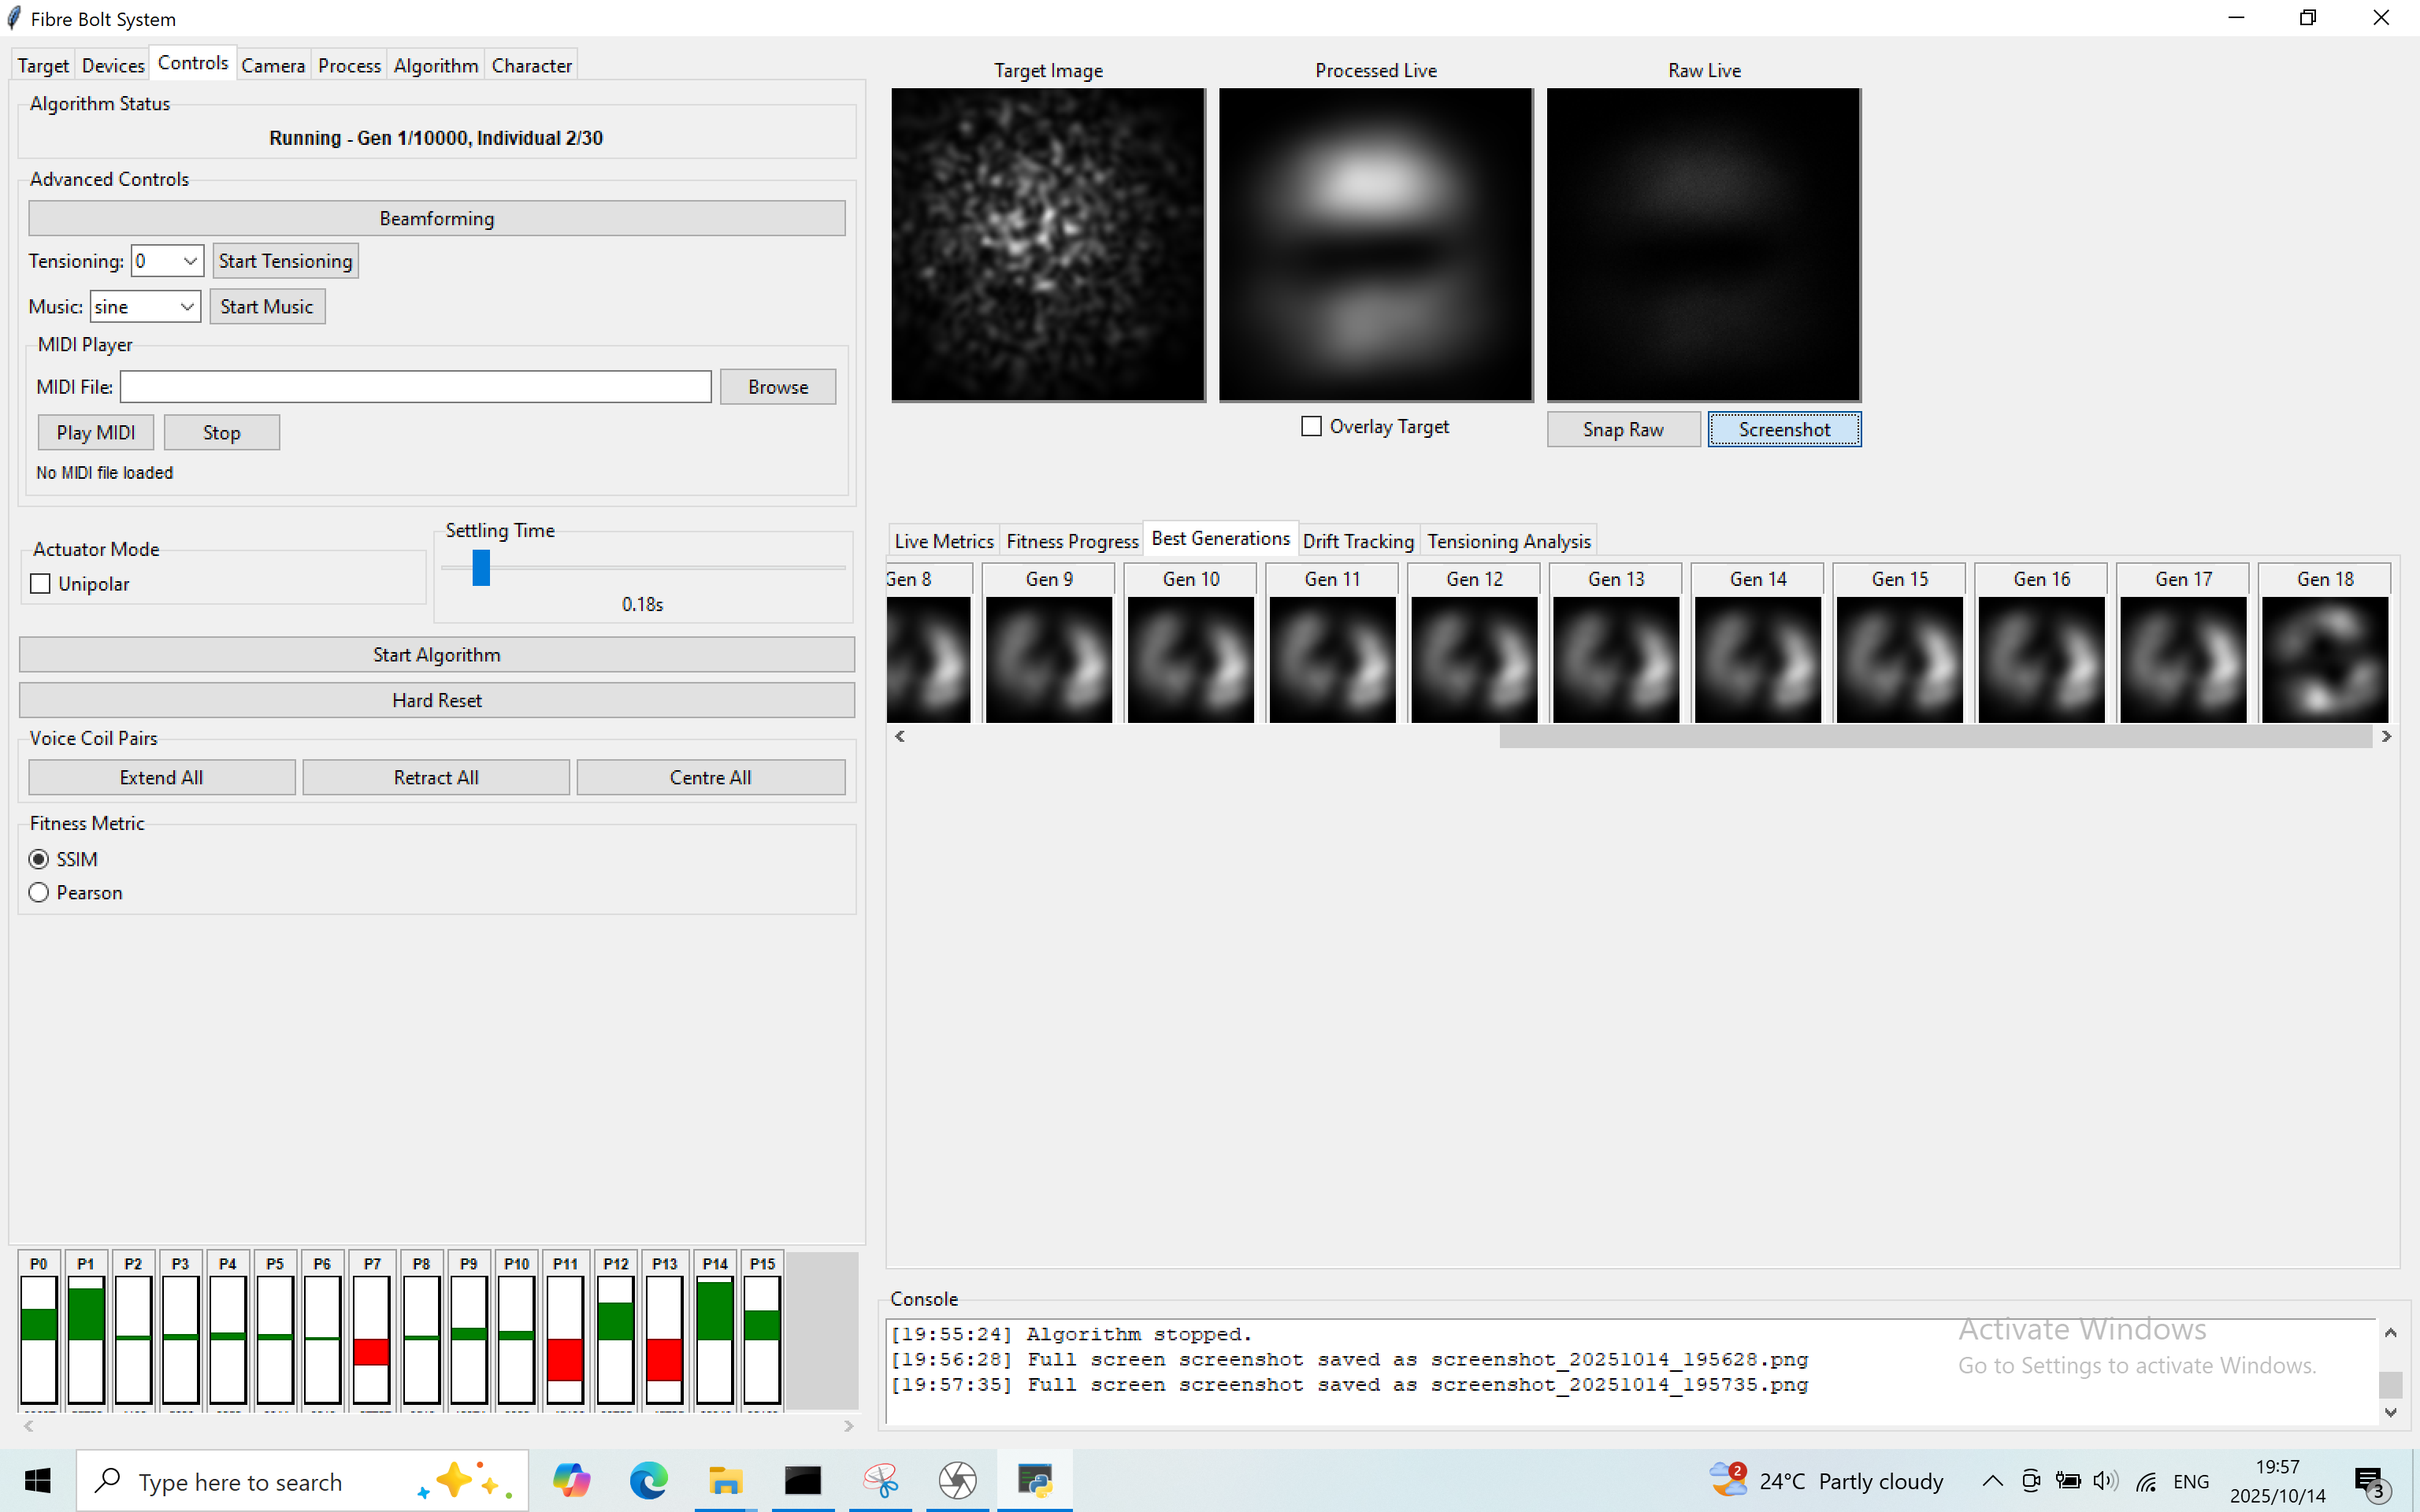 Fibre Bolt System
Target Devices Controls Camera Process Algorithm Character
Algorithm Status
Running - Gen 1/10000, Individual 2/30
Advanced Controls
Beamforming
Tensioning: 0 Start Tensioning
Music: sine Start Music
MIDI Player
MIDI File: Browse
Play MIDI Stop
No MIDI file loaded
Actuator Mode
Unipolar
Settling Time
0.18s
Start Algorithm
Hard Reset
Voice Coil Pairs
Extend All Retract All Centre All
Fitness Metric
SSIM
Pearson
P0 P1 P2 P3 P4 P5 P6 P7 P8 P9 P10 P11 P12 P13 P14 P15
Target Image Processed Live Raw Live
Overlay Target Snap Raw Screenshot
Live Metrics Fitness Progress Best Generations Drift Tracking Tensioning Analysis
Gen 8 Gen 9 Gen 10 Gen 11 Gen 12 Gen 13 Gen 14 Gen 15 Gen 16 Gen 17 Gen 18
Console
[19:55:24] Algorithm stopped.
[19:56:28] Full screen screenshot saved as screenshot_20251014_195628.png
[19:57:35] Full screen screenshot saved as screenshot_20251014_195735.png
Activate Windows
Go to Settings to activate Windows.
Type here to search
2
24°C Partly cloudy
ENG
19:57
2025/10/14
3